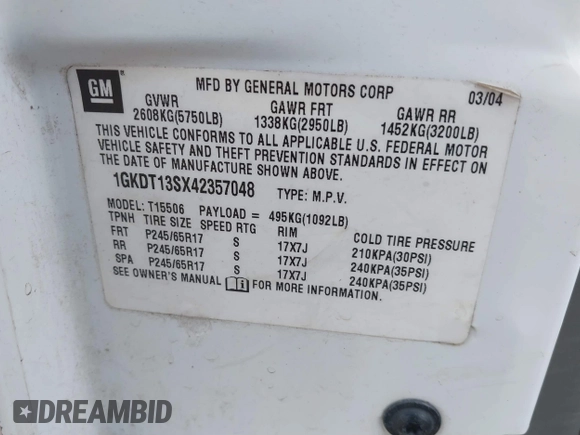 GM
MFD BY GENERAL MOTORS CORP 03/04
GVWR GAWR FRT GAWR RR
2608KG(5750LB) 1338KG(2950LB) 1452KG(3200LB)
THIS VEHICLE CONFORMS TO ALL APPLICABLE U.S. FEDERAL MOTOR
VEHICLE SAFETY AND THEFT PREVENTION STANDARDS IN EFFECT ON
THE DATE OF MANUFACTURE SHOWN ABOVE.
1GKDT13SX42357048 TYPE: M.P.V.
MODEL: T15506 PAYLOAD = 495KG(1092LB)
TPNH TIRE SIZE SPEED RTG RIM COLD TIRE PRESSURE
FRT P245/65R17 S 17X7J 210KPA(30PSI)
RR P245/65R17 S 17X7J 240KPA(35PSI)
SPA P245/65R17 S 17X7J 240KPA(35PSI)
SEE OWNER'S MANUAL FOR MORE INFORMATION.
DREAMBID